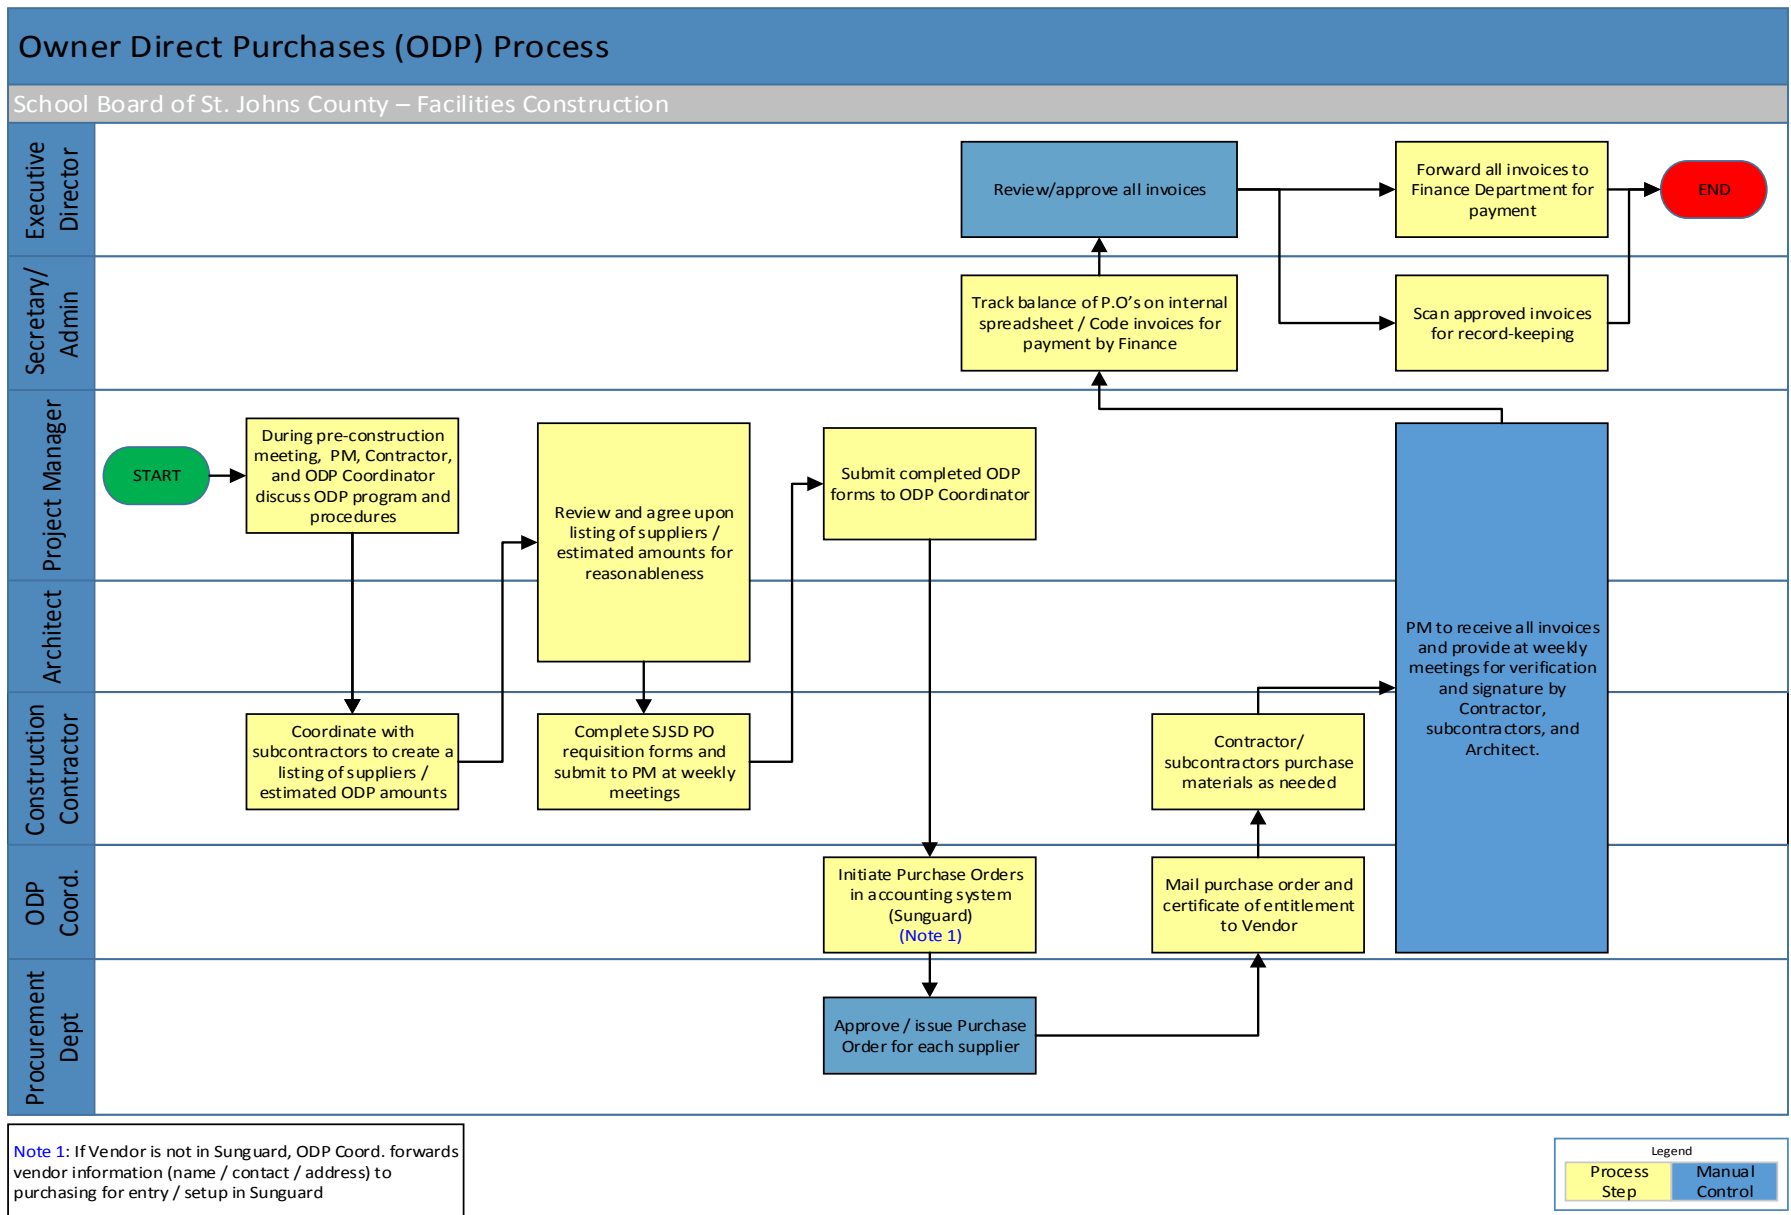 Owner Direct Purchases (ODP) Process
School Board of St. Johns County – Facilities Construction
Executive
Director
Review/approve all invoices
Forward all invoices to
Finance Department for
payment
END
Secretary/
Admin
Track balance of P.O's on internal
spreadsheet / Code invoices for
payment by Finance
Scan approved invoices
for record-keeping
Project Manager
START
During pre-construction
meeting, PM, Contractor,
and ODP Coordinator
discuss ODP program and
procedures
Review and agree upon
listing of suppliers /
estimated amounts for
reasonableness
Submit completed ODP
forms to ODP Coordinator
Architect
PM to receive all invoices
and provide at weekly
meetings for verification
and signature by
Contractor,
subcontractors, and
Architect.
Construction
Contractor
Coordinate with
subcontractors to create a
listing of suppliers /
estimated ODP amounts
Complete SJSD PO
requisition forms and
submit to PM at weekly
meetings
Contractor/
subcontractors purchase
materials as needed
ODP
Coord.
Initiate Purchase Orders
in accounting system
(Sunguard)
(Note 1)
Mail purchase order and
certificate of entitlement
to Vendor
Procurement
Dept
Approve / issue Purchase
Order for each supplier
Note 1: If Vendor is not in Sunguard, ODP Coord. forwards
vendor information (name / contact / address) to
purchasing for entry / setup in Sunguard
Legend
Process
Step
Manual
Control